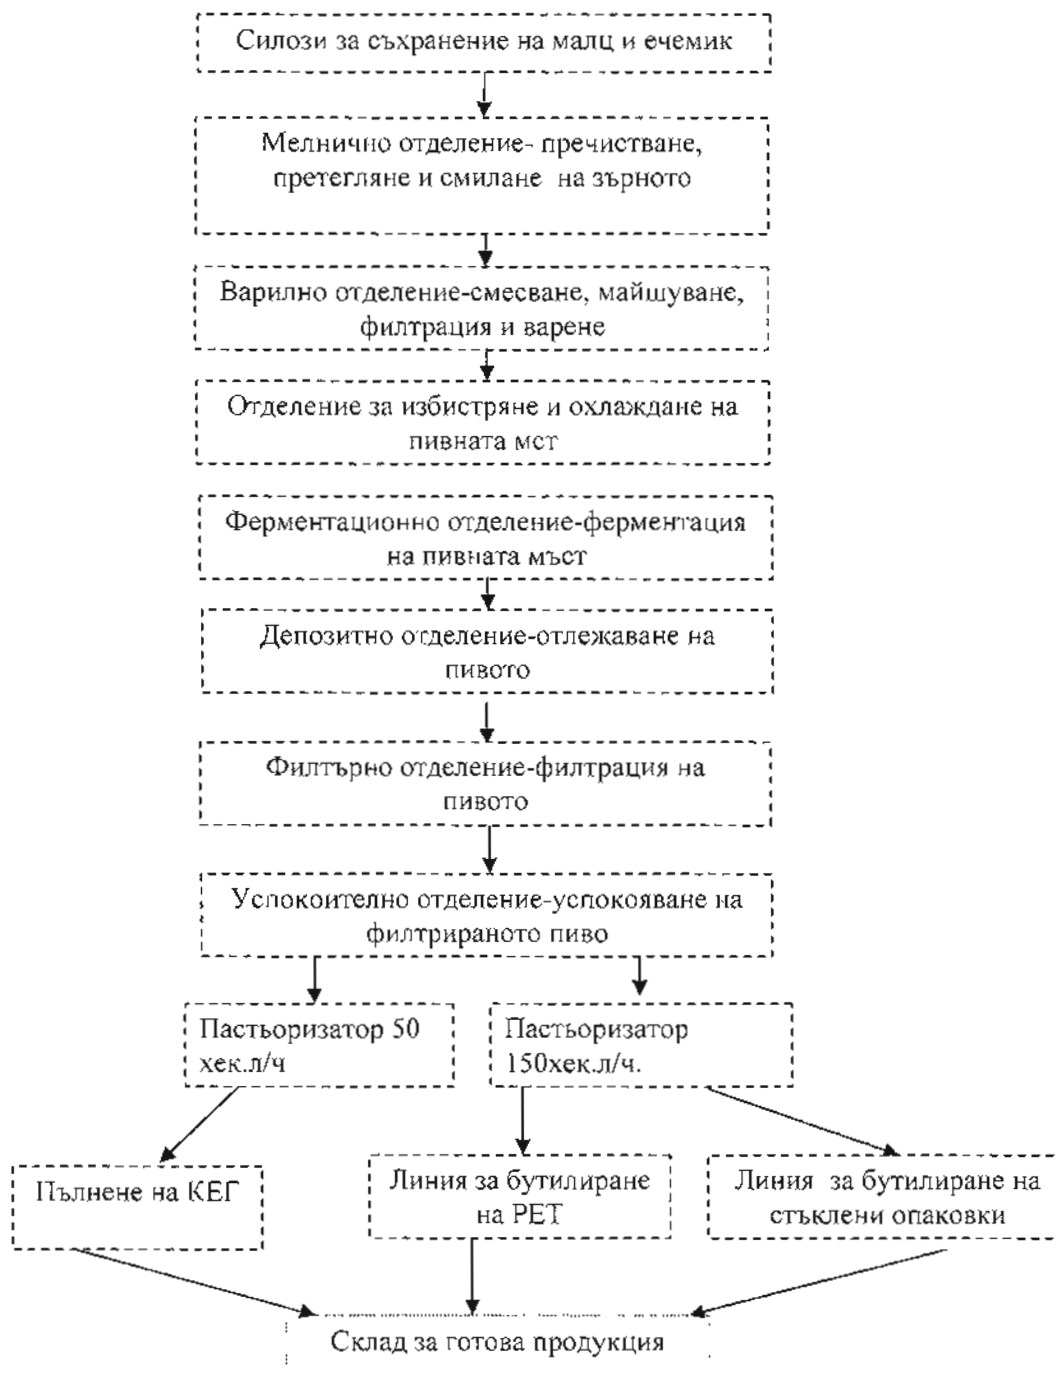 Силози за съхранение на малц и ечемик
Мелнично отделение- пречистване,
претегляне и смилане на зърното
Варилно отделение-смесване, майшуване,
филтрация и варене
Отделение за избистряне и охлаждане на
пивната мст
Ферментационно отделение-ферментация
на пивната мъст
Депозитно отделение-отлежаване на
пивото
Филтърно отделение-филтрация на
пивото
Успокоително отделение-успокояване на
филтрираното пиво
Пастьоризатор 50
хек.л/ч
Пастьоризатор
150хек.л/ч.
Пълнене на КЕГ
Линия за бутилиране
на РЕТ
Линия за бутилиране на
стъклени опаковки
Склад за готова продукция